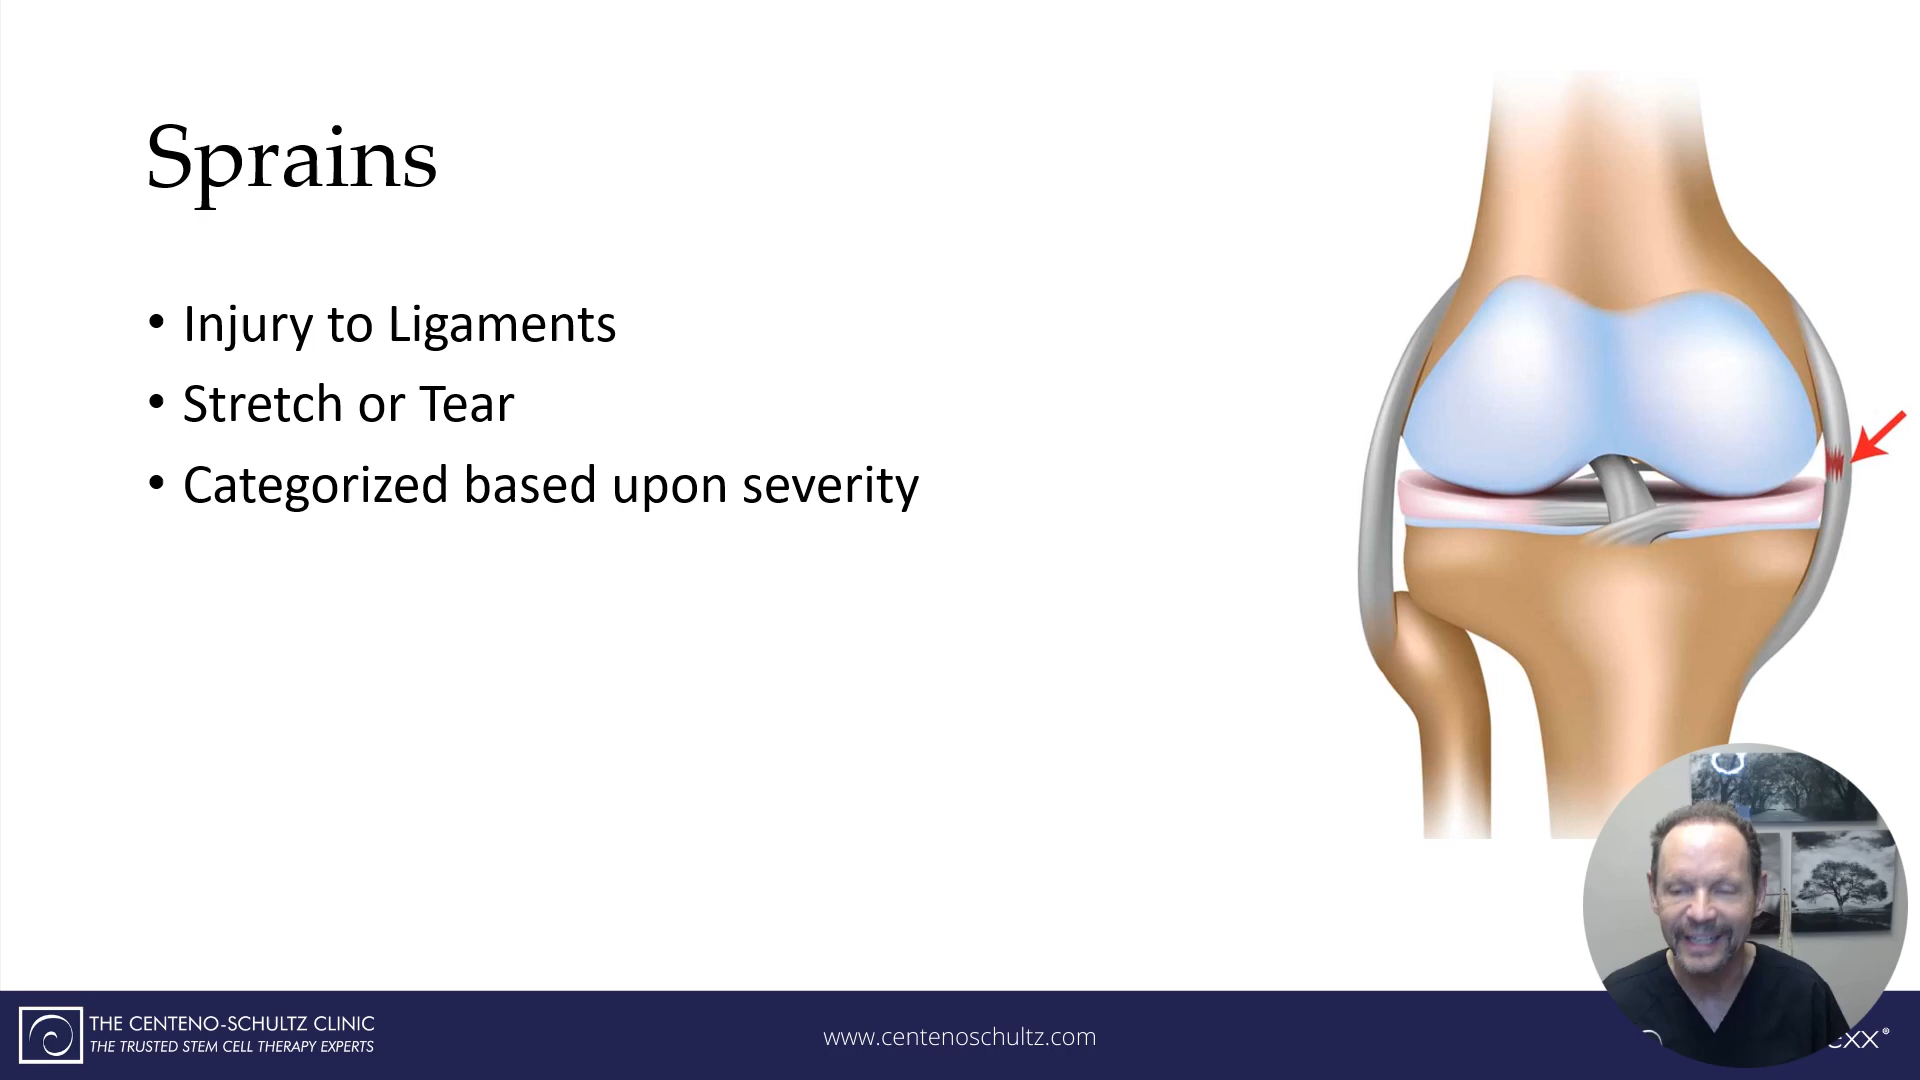 Sprains
• Injury to Ligaments
• Stretch or Tear
• Categorized based upon severity
THE CENTENO-SCHULTZ CLINIC
THE TRUSTED STEM CELL THERAPY EXPERTS
www.centenoschultz.com